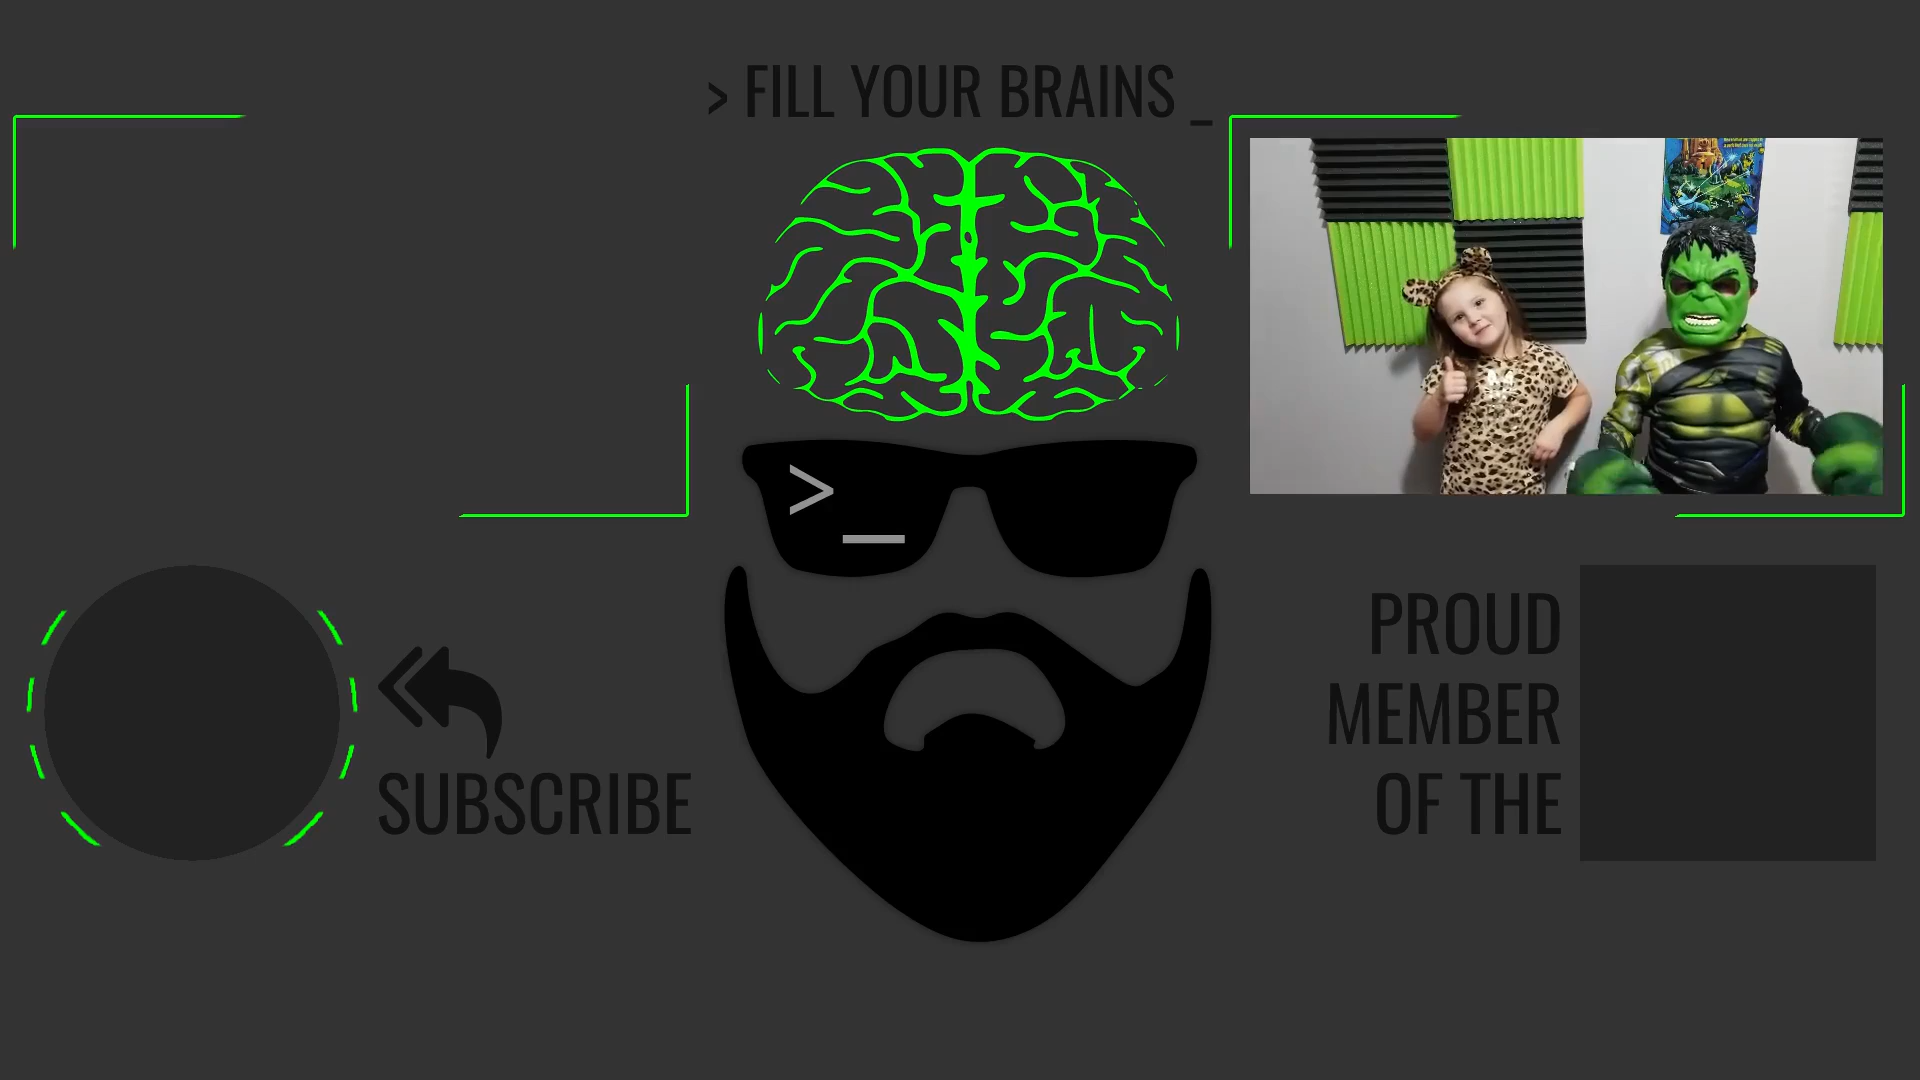 > FILL YOUR BRAINS _
>_
SUBSCRIBE
PROUD
MEMBER
OF THE